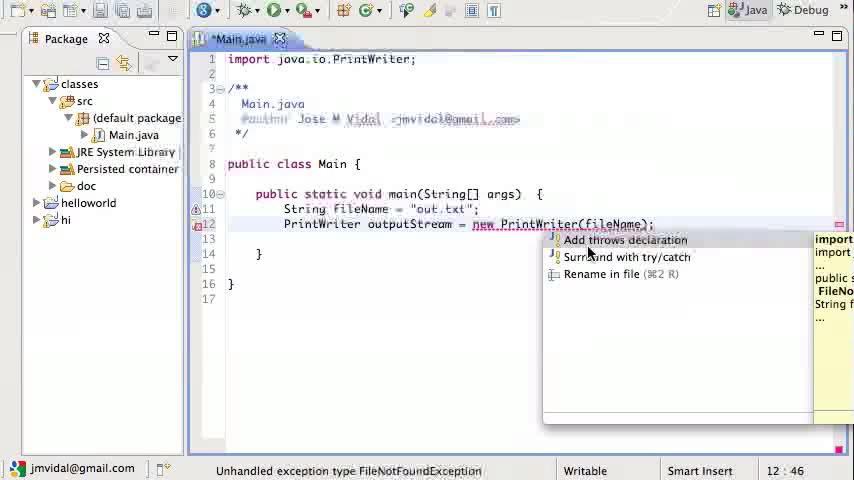 Java
Debug
Package
*Main.java
classes
src
(default package
Main.java
JRE System Library
Persisted container
doc
helloworld
hi
1 import java.io.PrintWriter;
2
3 /**
4 Main.java
5 @author Jose M Vidal <jmvidal@gmail.com>
6 */
7
8 public class Main {
9
10 public static void main(String[] args) {
11 String fileName = "out.txt";
12 PrintWriter outputStream = new PrintWriter(fileName);
13
14 }
15
16 }
17
Add throws declaration
Surround with try/catch
Rename in file (⌘2 R)
import
import
...
public s
FileNo
String f
...
jmvidal@gmail.com
Unhandled exception type FileNotFoundException
Writable
Smart Insert
12 : 46